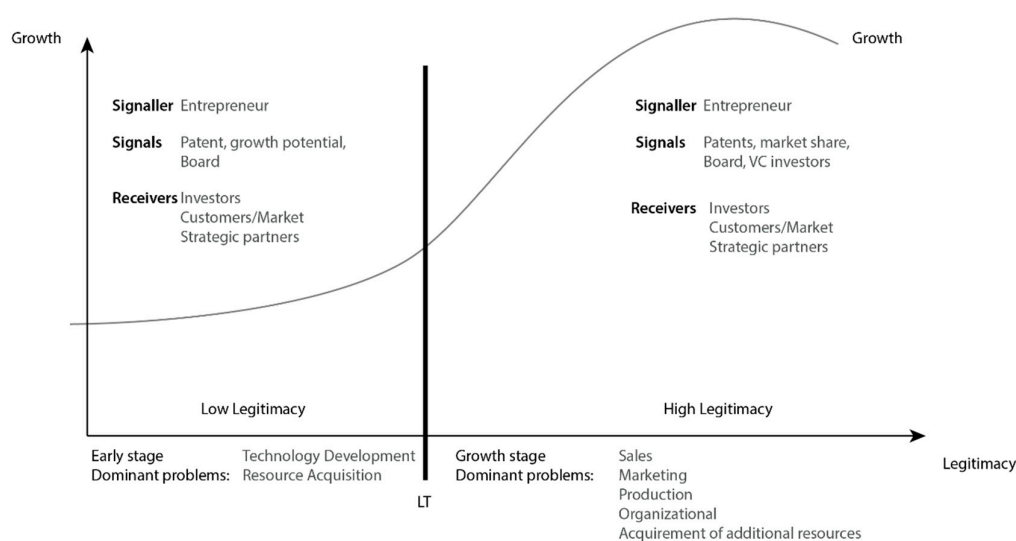 Growth
Growth
Signaller Entrepreneur
Signals Patent, growth potential,
Board
Receivers Investors
Customers/Market
Strategic partners
Signaller Entrepreneur
Signals Patents, market share,
Board, VC investors
Receivers Investors
Customers/Market
Strategic partners
Low Legitimacy
High Legitimacy
Early stage Technology Development
Dominant problems: Resource Acquisition
LT
Growth stage Sales
Dominant problems: Marketing
Production
Organizational
Acquirement of additional resources
Legitimacy